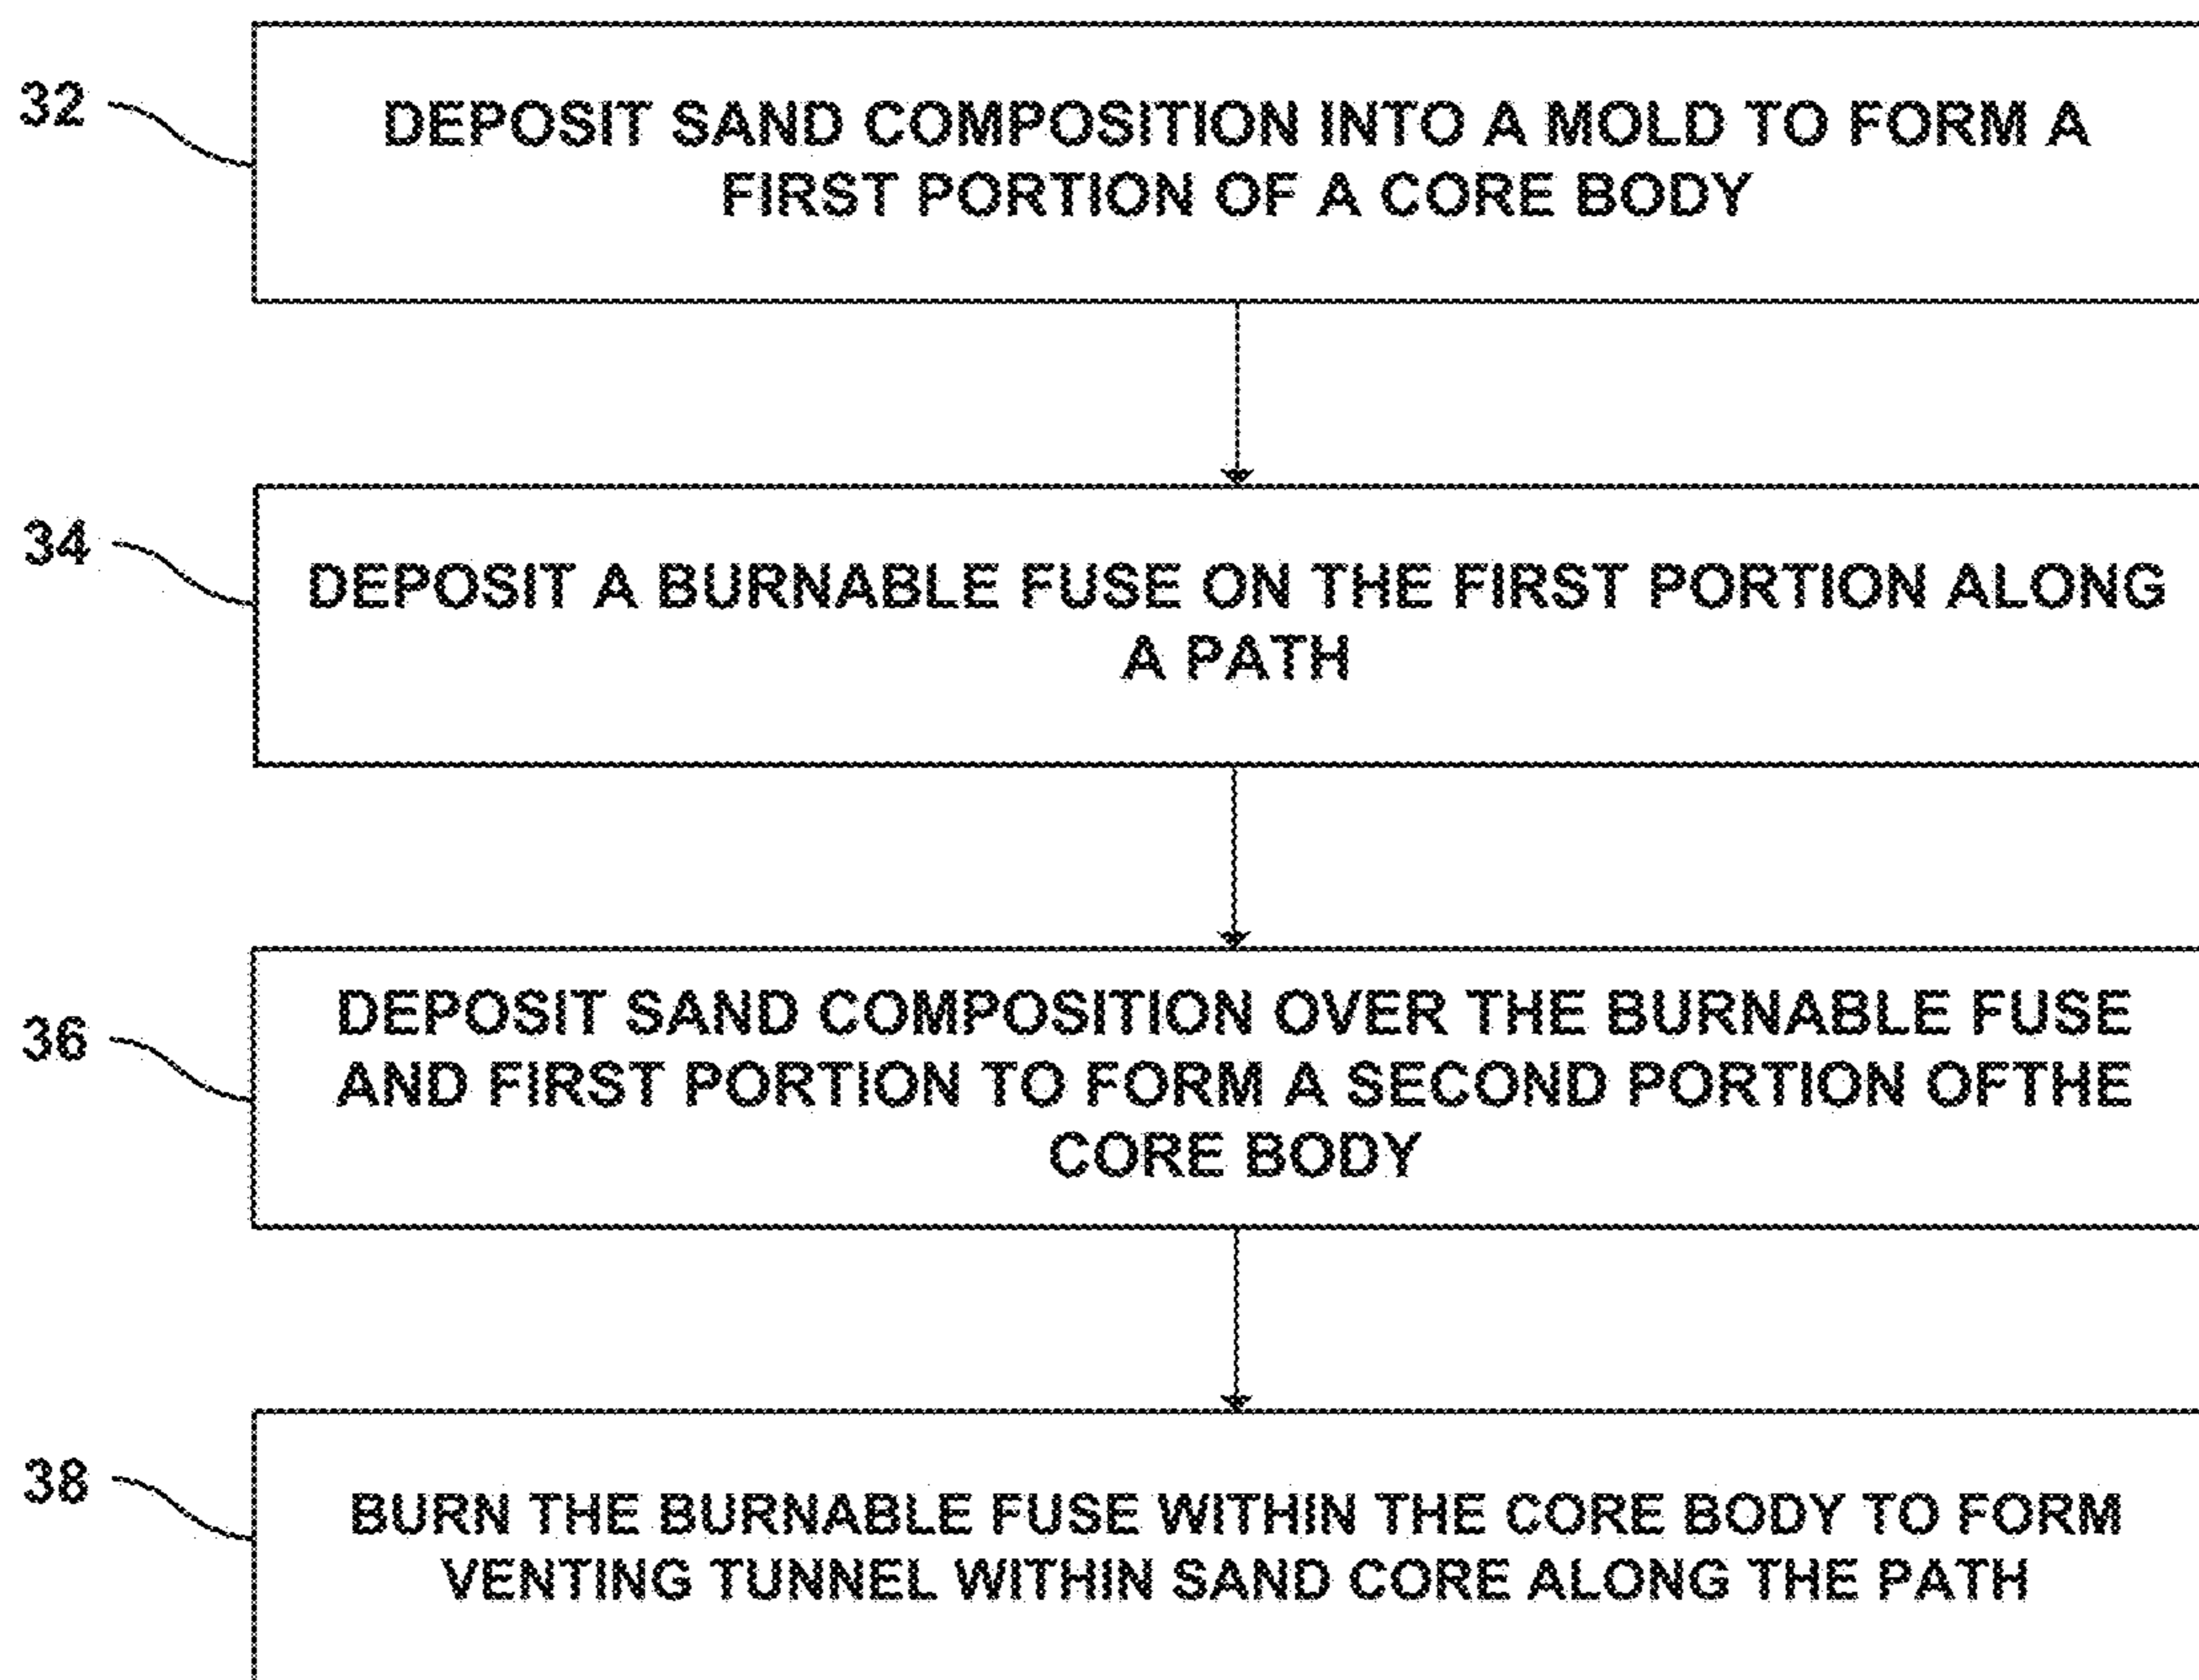 32
DEPOSIT SAND COMPOSITION INTO A MOLD TO FORM A
FIRST PORTION OF A CORE BODY
34
DEPOSIT A BURNABLE FUSE ON THE FIRST PORTION ALONG
A PATH
36
DEPOSIT SAND COMPOSITION OVER THE BURNABLE FUSE
AND FIRST PORTION TO FORM A SECOND PORTION OFTHE
CORE BODY
38
BURN THE BURNABLE FUSE WITHIN THE CORE BODY TO FORM
VENTING TUNNEL WITHIN SAND CORE ALONG THE PATH